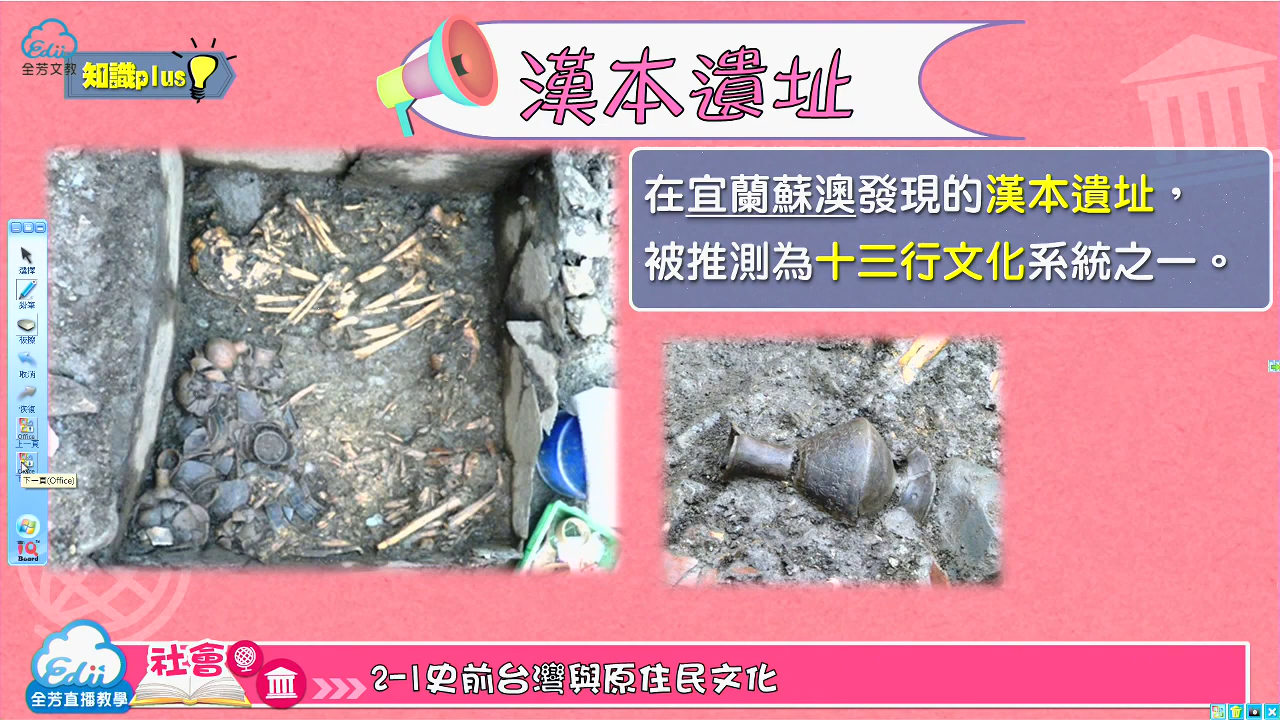 Edii
全芳文教
知識plus
漢本遺址
在宜蘭蘇澳發現的漢本遺址，
被推測為十三行文化系統之一。
選擇
鉛筆
板擦
取消
恢復
Office
上一頁
下一頁(Office)
IQ
Board
Edii
全芳直播教學
社會
2-1史前台灣與原住民文化